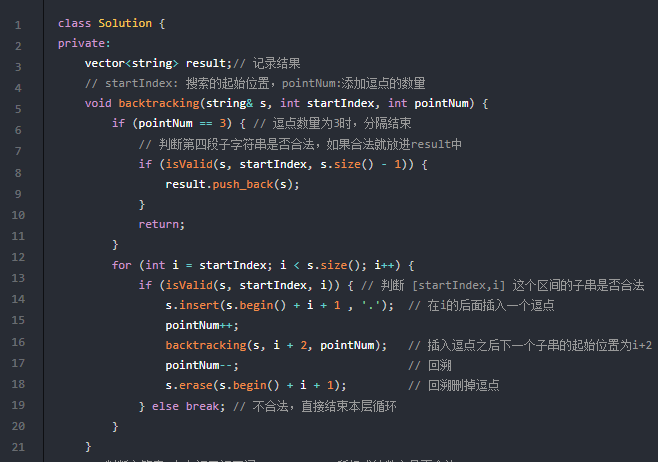 1 class Solution {
2 private:
3 vector<string> result;// 记录结果
4 // startIndex: 搜索的起始位置，pointNum:添加逗点的数量
5 void backtracking(string& s, int startIndex, int pointNum) {
6 if (pointNum == 3) { // 逗点数量为3时，分隔结束
7 // 判断第四段子字符串是否合法，如果合法就放进result中
8 if (isValid(s, startIndex, s.size() - 1)) {
9 result.push_back(s);
10 }
11 return;
12 }
13 for (int i = startIndex; i < s.size(); i++) {
14 if (isValid(s, startIndex, i)) { // 判断 [startIndex,i] 这个区间的子串是否合法
15 s.insert(s.begin() + i + 1 , '.'); // 在i的后面插入一个逗点
16 pointNum++;
17 backtracking(s, i + 2, pointNum); // 插入逗点之后下一个子串的起始位置为i+2
18 pointNum--; // 回溯
19 s.erase(s.begin() + i + 1); // 回溯删掉逗点
20 } else break; // 不合法，直接结束本层循环
21 }
}